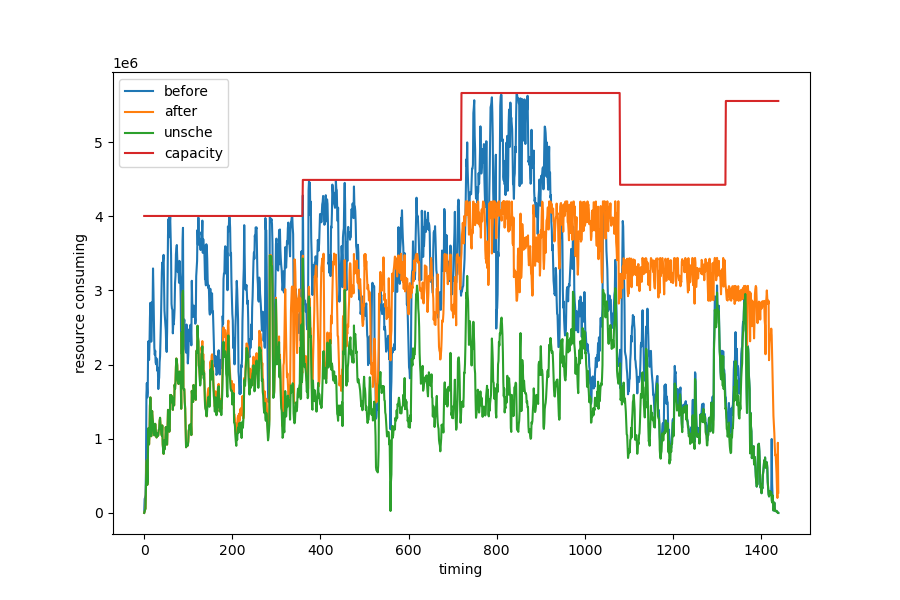 1e6
before
after
unsche
capacity
5
4
3
2
1
0
resource consuming
0 200 400 600 800 1000 1200 1400
timing